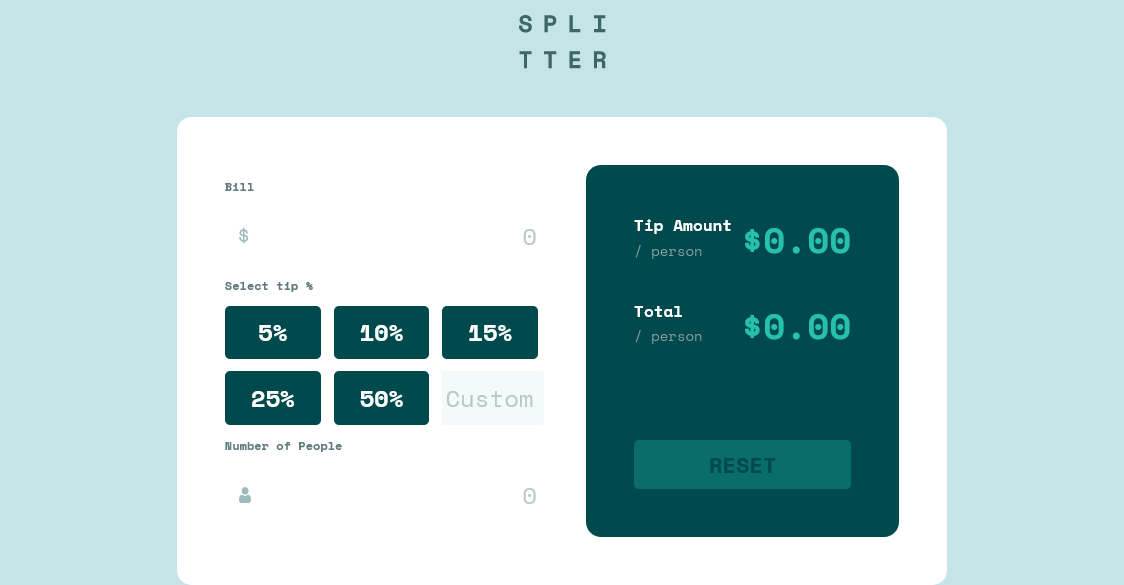 SPLI
TTER
Bill
$ 0
Select tip %
5% 10% 15%
25% 50% Custom
Number of People
0
Tip Amount
/ person
$0.00
Total
/ person
$0.00
RESET